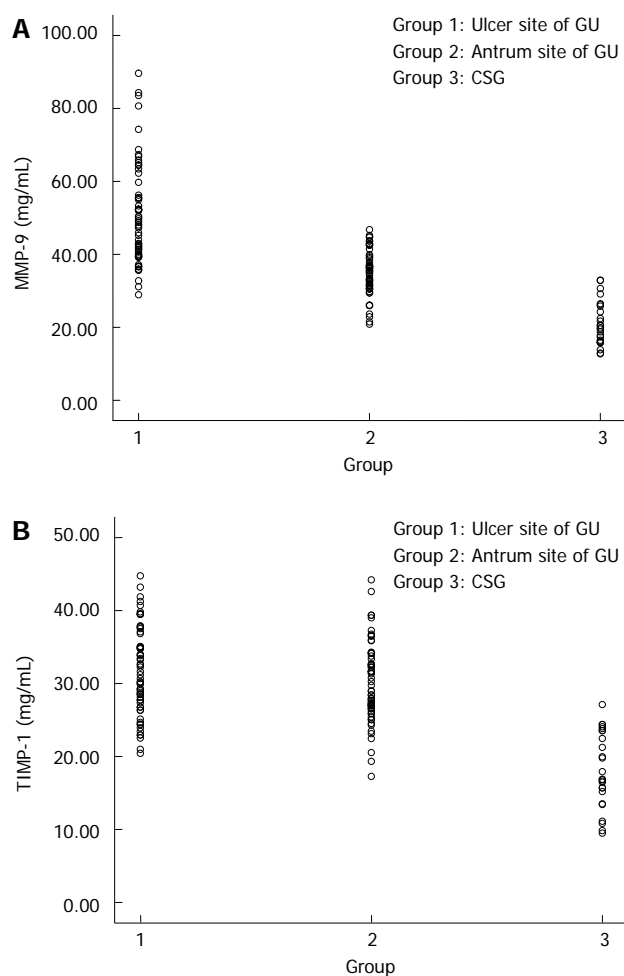 A
Group 1: Ulcer site of GU
Group 2: Antrum site of GU
Group 3: CSG
MMP-9 (mg/mL)
100.00
80.00
60.00
40.00
20.00
0.00
1
2
3
Group
B
Group 1: Ulcer site of GU
Group 2: Antrum site of GU
Group 3: CSG
TIMP-1 (mg/mL)
50.00
40.00
30.00
20.00
10.00
0.00
1
2
3
Group